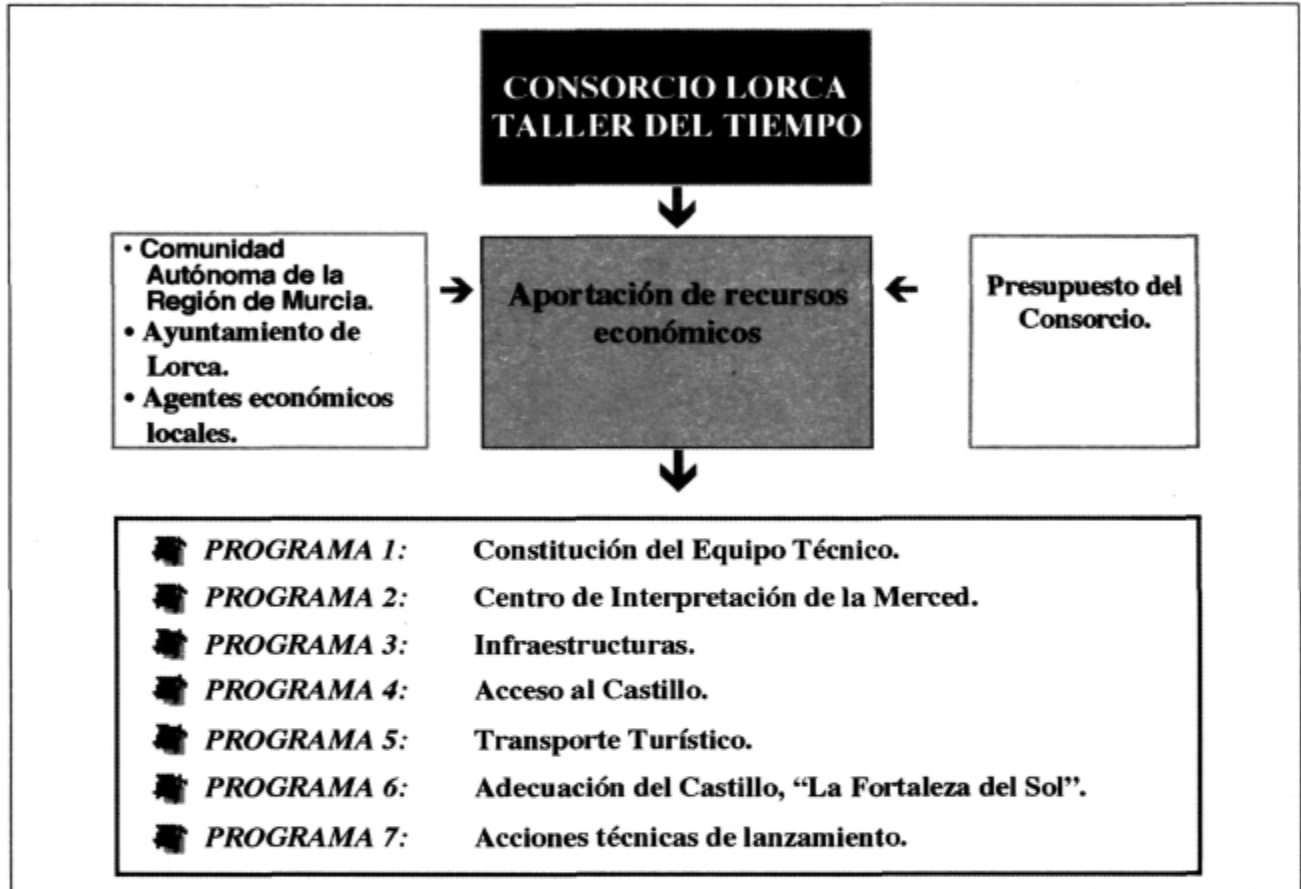 CONSORCIO LORCA
TALLER DEL TIEMPO
• Comunidad
Autónoma de la
Región de Murcia.
• Ayuntamiento de
Lorca.
• Agentes económicos
locales.
Aportación de recursos
económicos
Presupuesto del
Consorcio.
PROGRAMA 1: Constitución del Equipo Técnico.
PROGRAMA 2: Centro de Interpretación de la Merced.
PROGRAMA 3: Infraestructuras.
PROGRAMA 4: Acceso al Castillo.
PROGRAMA 5: Transporte Turístico.
PROGRAMA 6: Adecuación del Castillo, “La Fortaleza del Sol”.
PROGRAMA 7: Acciones técnicas de lanzamiento.